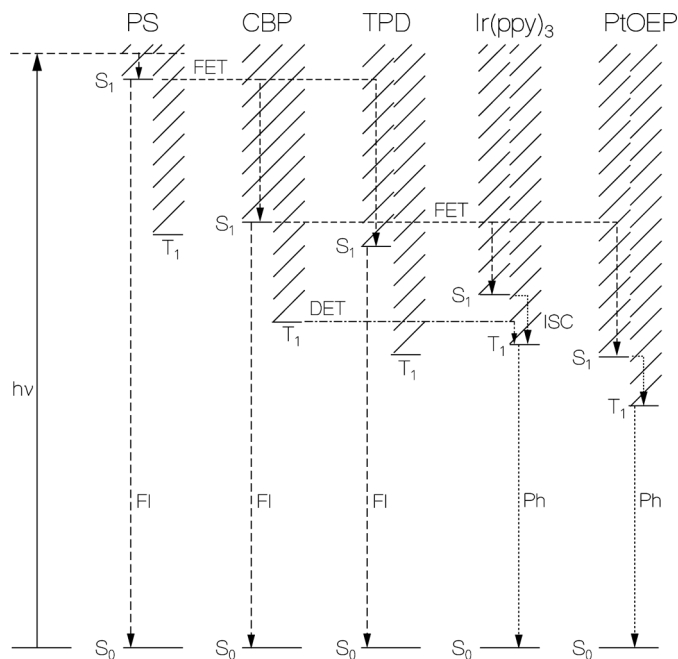 PS CBP TPD Ir(ppy)₃ PtOEP
S₁ FET
T₁
S₁ FET
S₁
S₁
DET ISC
T₁ T₁
T₁ S₁
hν
T₁
Fl Fl Fl Ph Ph
S₀ S₀ S₀ S₀ S₀